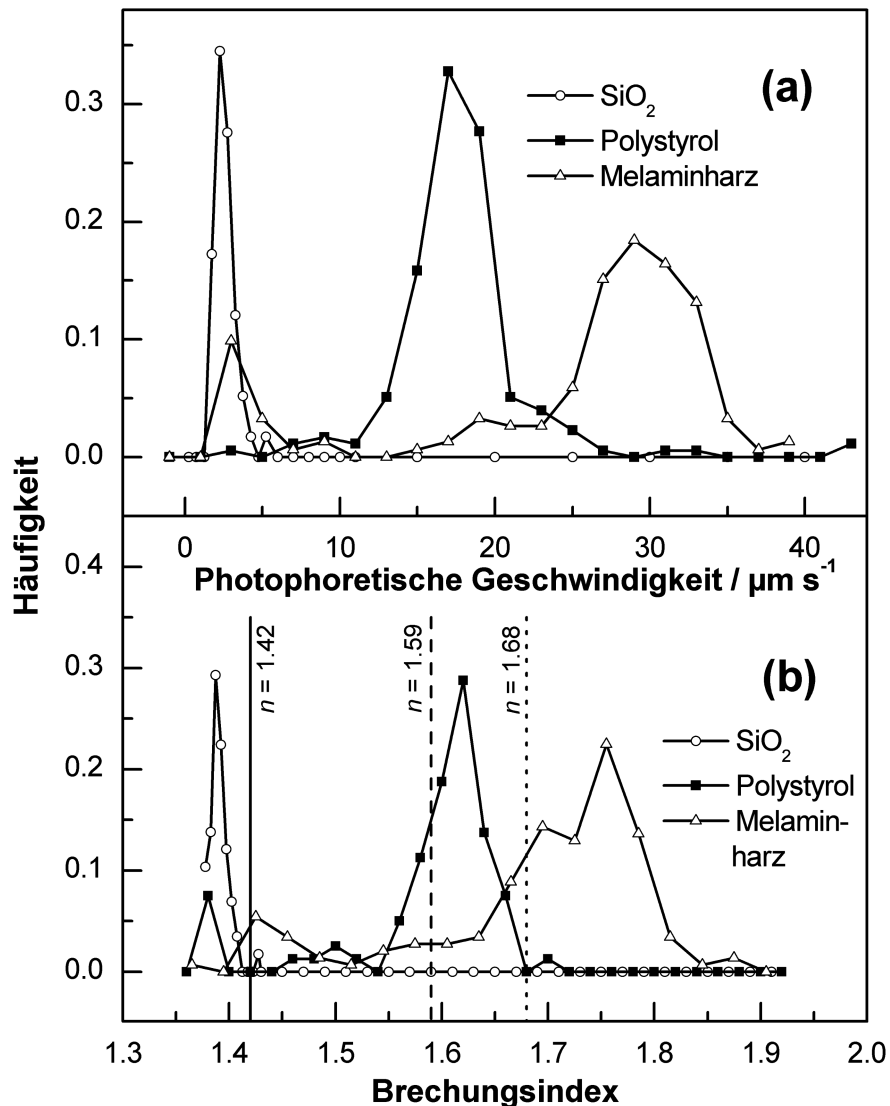 (a)
SiO2
Polystyrol
Melaminharz
0.3
0.2
0.1
0.0
0 10 20 30 40
Photophoretische Geschwindigkeit / µm s-1
Häufigkeit
(b)
n = 1.42
n = 1.59
n = 1.68
SiO2
Polystyrol
Melamin-
harz
0.4
0.3
0.2
0.1
0.0
1.3 1.4 1.5 1.6 1.7 1.8 1.9 2.0
Brechungsindex